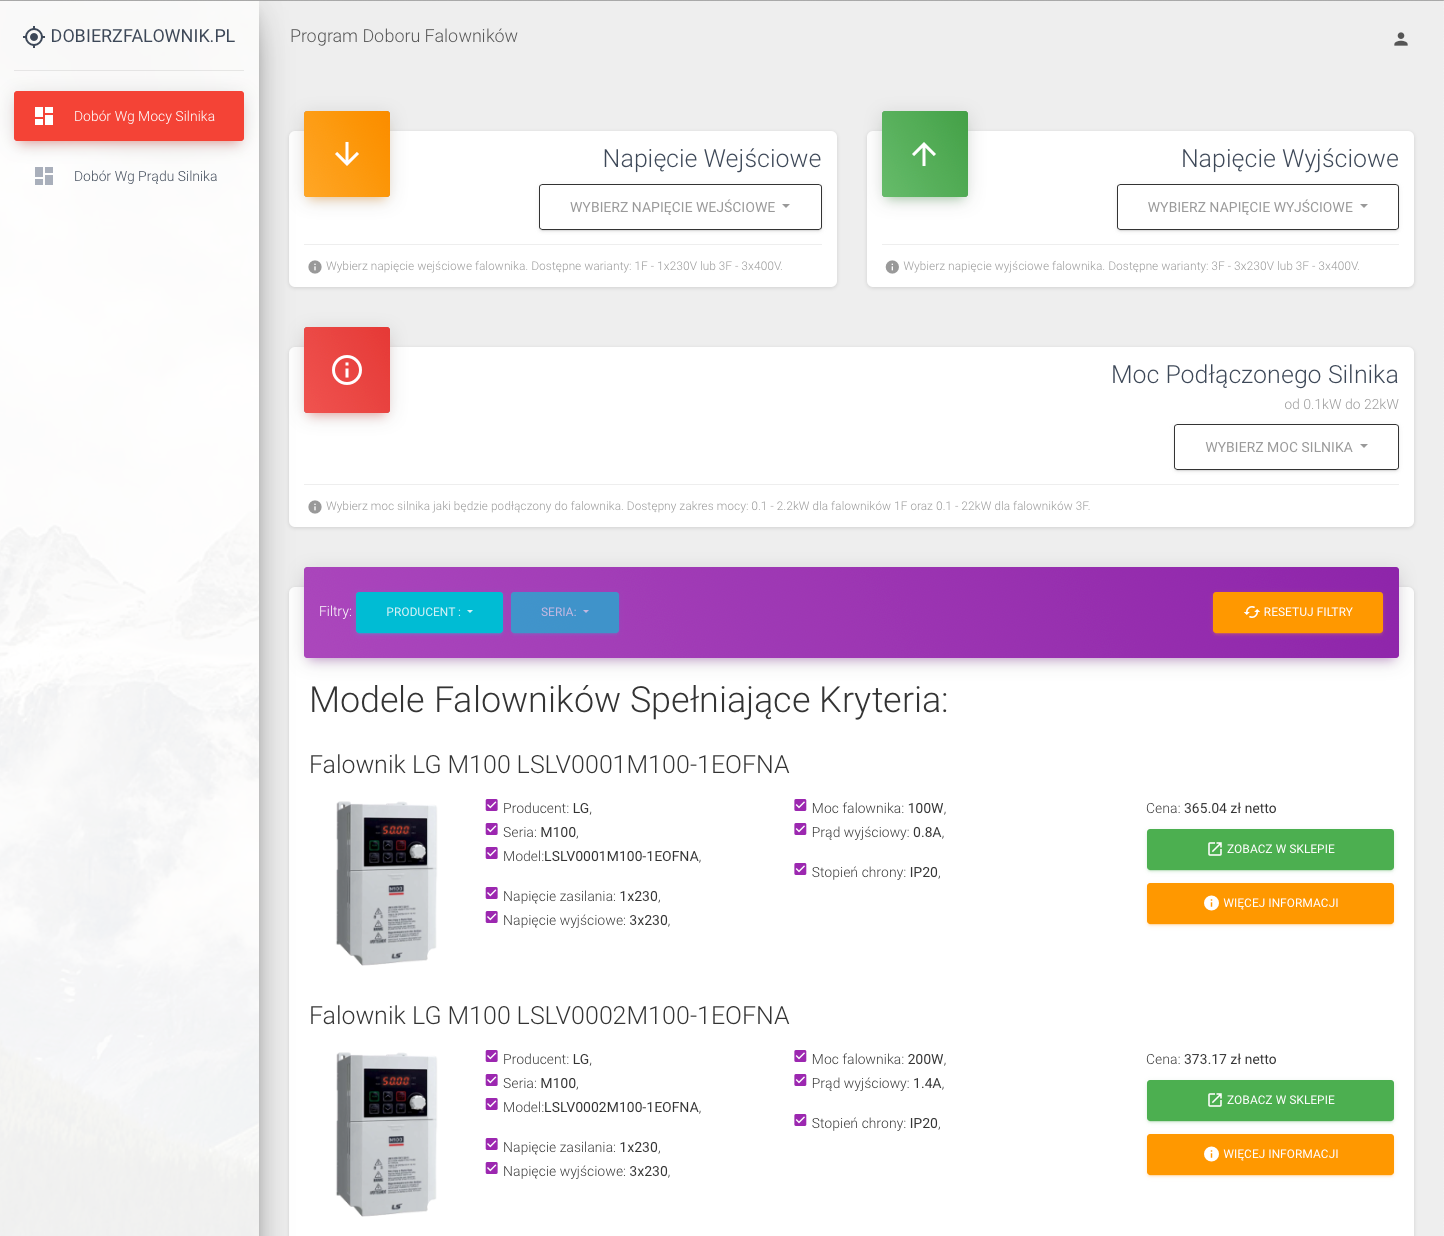 DOBIERZFALOWNIK.PL
Program Doboru Falowników
Dobór Wg Mocy Silnika
Dobór Wg Prądu Silnika
Napięcie Wejściowe
WYBIERZ NAPIĘCIE WEJŚCIOWE
Wybierz napięcie wejściowe falownika. Dostępne warianty: 1F - 1x230V lub 3F - 3x400V.
Napięcie Wyjściowe
WYBIERZ NAPIĘCIE WYJŚCIOWE
Wybierz napięcie wyjściowe falownika. Dostępne warianty: 3F - 3x230V lub 3F - 3x400V.
Moc Podłączonego Silnika
od 0.1kW do 22kW
WYBIERZ MOC SILNIKA
Wybierz moc silnika jaki będzie podłączony do falownika. Dostępny zakres mocy: 0.1 - 2.2kW dla falowników 1F oraz 0.1 - 22kW dla falowników 3F.
Filtry: PRODUCENT : SERIA: RESETUJ FILTRY
Modele Falowników Spełniające Kryteria:
Falownik LG M100 LSLV0001M100-1EOFNA
5000
LS
Producent: LG,
Seria: M100,
Model:LSLV0001M100-1EOFNA,
Napięcie zasilania: 1x230,
Napięcie wyjściowe: 3x230,
Moc falownika: 100W,
Prąd wyjściowy: 0.8A,
Stopień chrony: IP20,
Cena: 365.04 zł netto
ZOBACZ W SKLEPIE
WIĘCEJ INFORMACJI
Falownik LG M100 LSLV0002M100-1EOFNA
5000
LS
Producent: LG,
Seria: M100,
Model:LSLV0002M100-1EOFNA,
Napięcie zasilania: 1x230,
Napięcie wyjściowe: 3x230,
Moc falownika: 200W,
Prąd wyjściowy: 1.4A,
Stopień chrony: IP20,
Cena: 373.17 zł netto
ZOBACZ W SKLEPIE
WIĘCEJ INFORMACJI